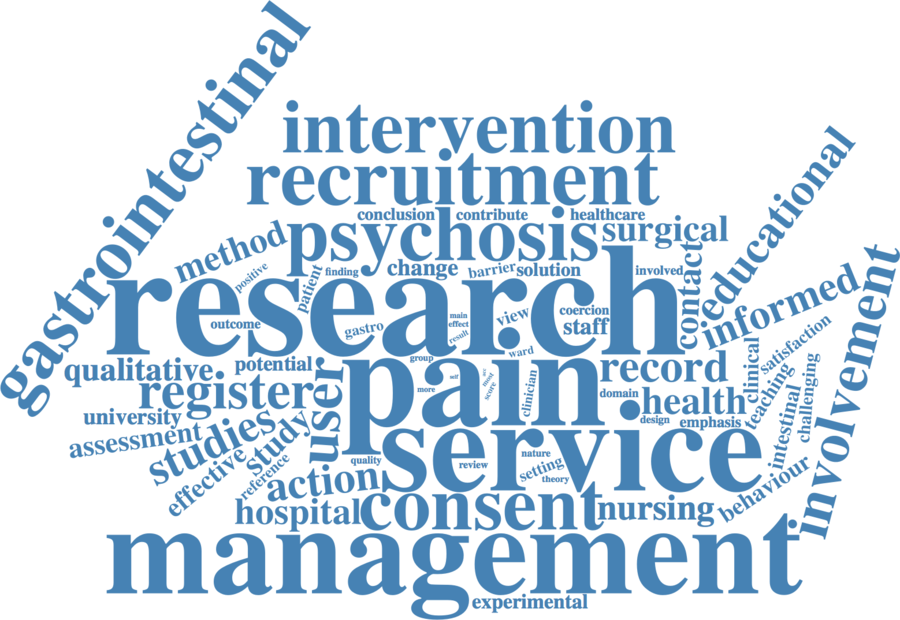 gastrointestinal
intervention
recruitment
educational
conclusion
contribute
healthcare
psychosis
surgical
method
contact
involvement
positive
patient
finding
change
barrier
solution
involved
research
informed
outcome
gastro
main
effect
result
view
coercion
staff
satisfaction
qualitative
potential
group
ward
record
clinical
teaching
challenging
registerer
user
pain
more
self
most
score
clinician
domain
health
intestinal
university
studies
study
design
emphasis
assessment
service
effective
reference
quality
review
nature
setting
theory
action
behaviour
hospital
consent
nursing
management
experimental